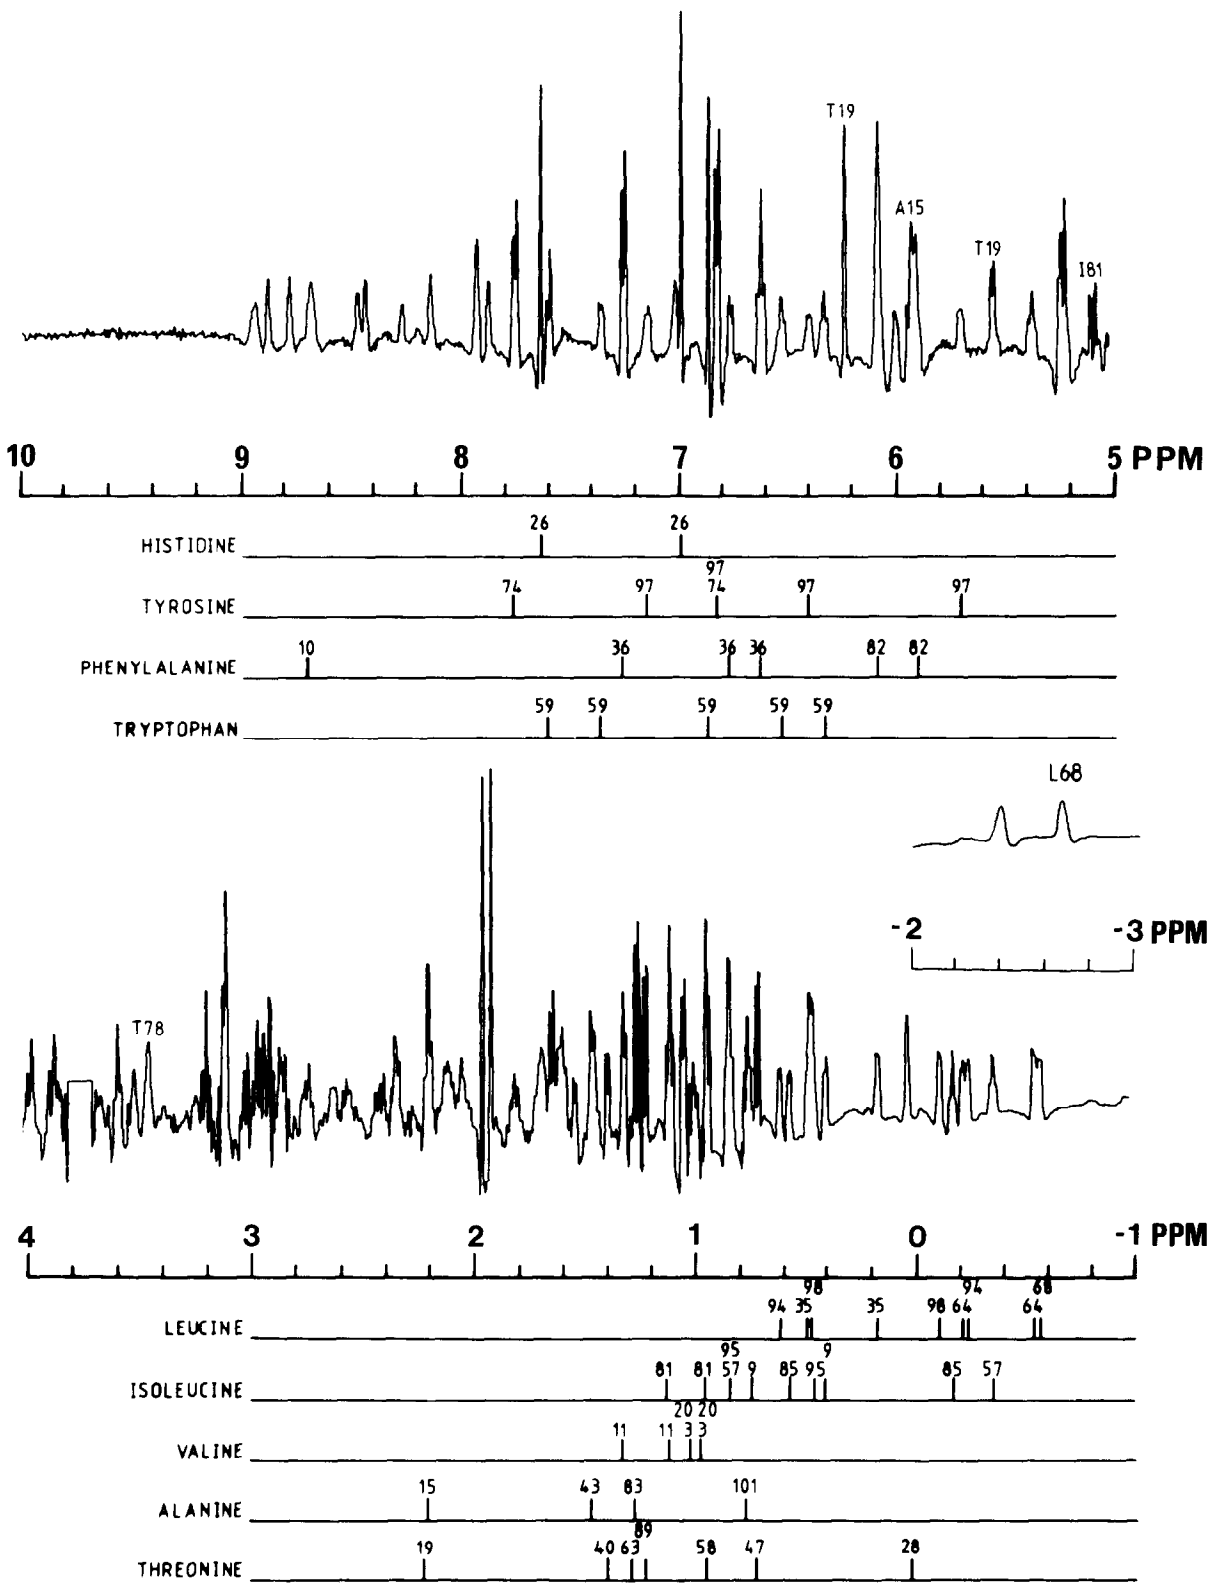 T19
A15
T19
I81
10 9 8 7 6 5 PPM
26 26
HISTIDINE
97
74 97 74 97 97
TYROSINE
10 36 36 36 82 82
PHENYLALANINE
59 59 59 59 59
TRYPTOPHAN
L68
-2 -3 PPM
T78
4 3 2 1 0 -1 PPM
98 94 68
94 35 35 98 64 64
LEUCINE
95 9
81 81 57 9 85 95 85 57
ISOLEUCINE
20 20
11 11 3 3
VALINE
15 43 83 101
ALANINE
89
19 40 63 58 47 28
THREONINE